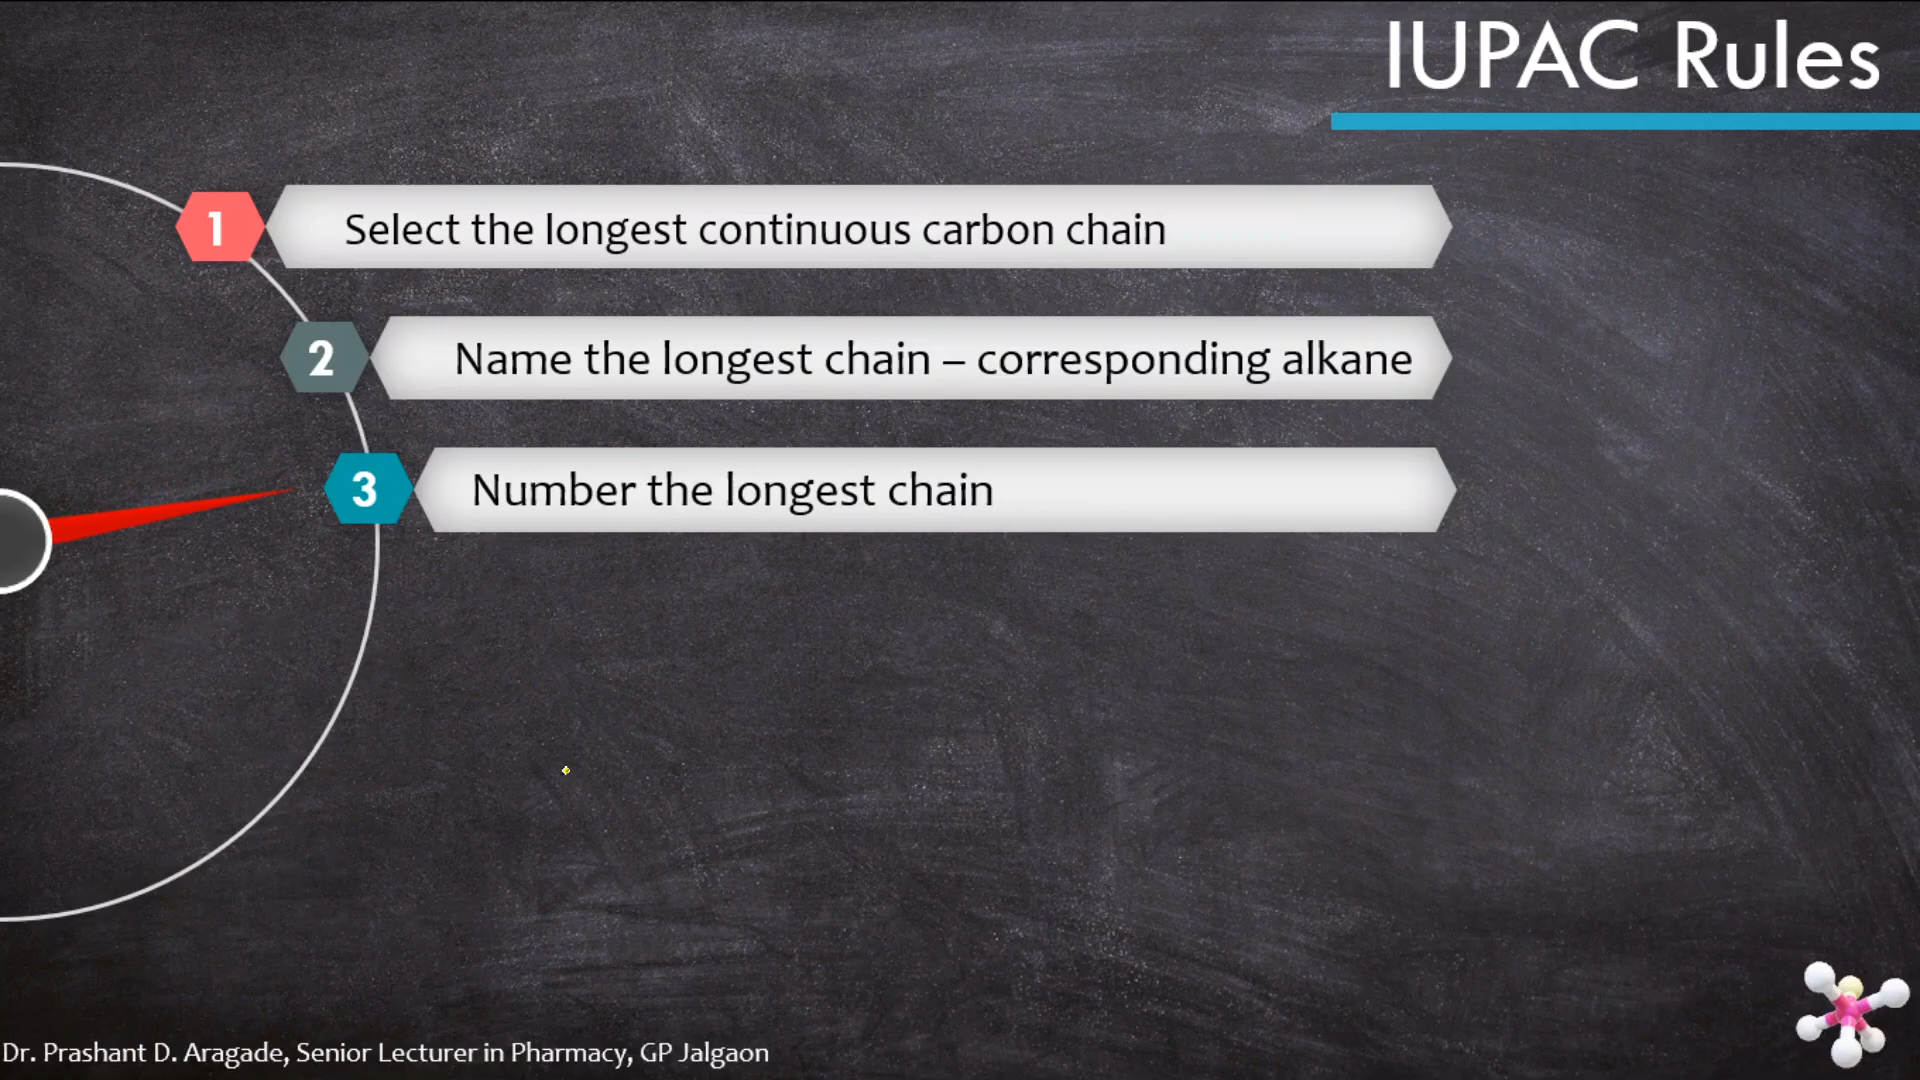 IUPAC Rules
1 Select the longest continuous carbon chain
2 Name the longest chain – corresponding alkane
3 Number the longest chain
Dr. Prashant D. Aragade, Senior Lecturer in Pharmacy, GP Jalgaon